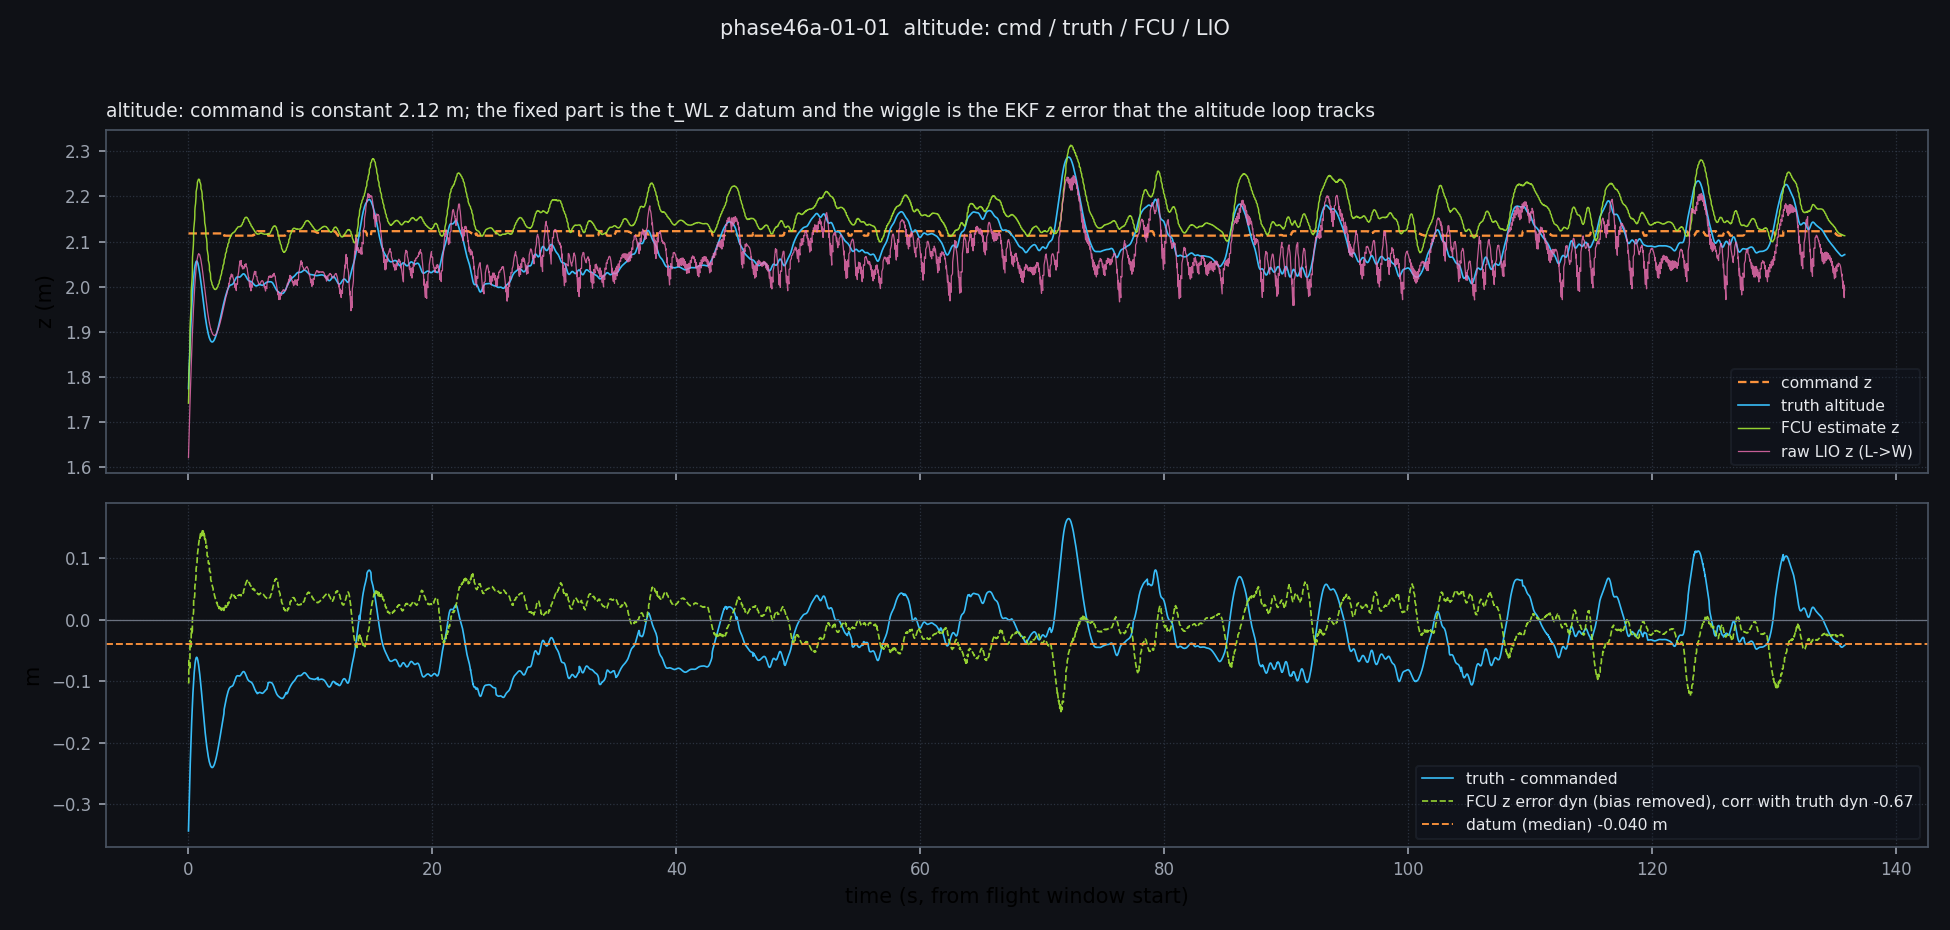 phase46a-01-01  altitude: cmd / truth / FCU / LIO
altitude: command is constant 2.12 m; the fixed part is the t_WL z datum and the wiggle is the EKF z error that the altitude loop tracks
z (m)
2.3
2.2
2.1
2.0
1.9
1.8
1.7
1.6
command z
truth altitude
FCU estimate z
raw LIO z (L->W)
m
0.1
0.0
−0.1
−0.2
−0.3
truth - commanded
FCU z error dyn (bias removed), corr with truth dyn -0.67
datum (median) -0.040 m
0
20
40
60
80
100
120
140
time (s, from flight window start)